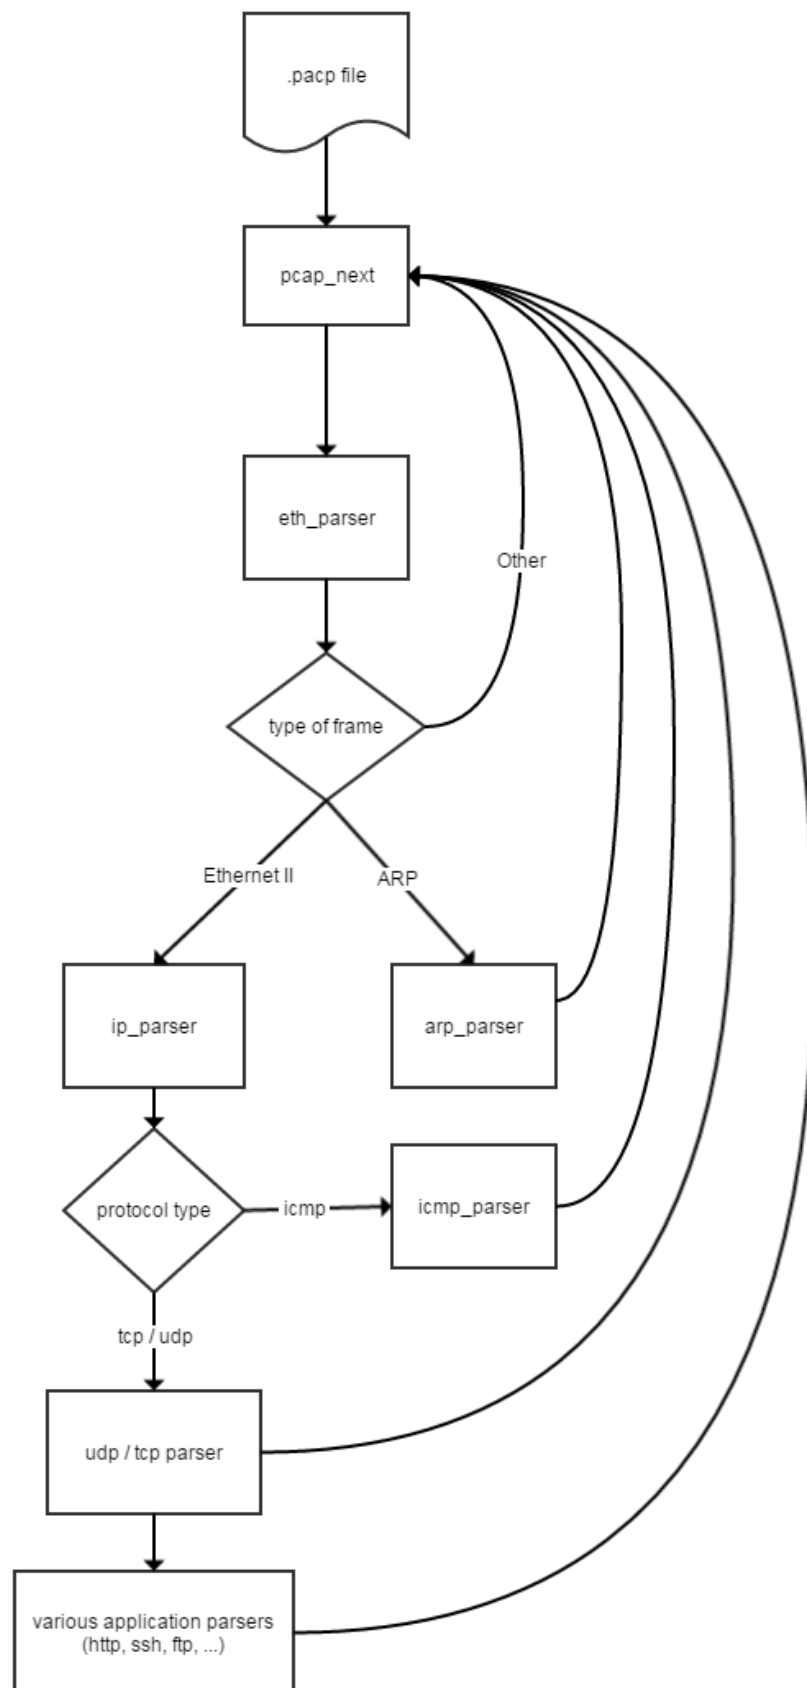 .pacp file
pcap_next
eth_parser
Other
type of frame
Ethernet II
ARP
ip_parser
arp_parser
protocol type
icmp
icmp_parser
tcp / udp
udp / tcp parser
various application parsers
(http, ssh, ftp, ...)